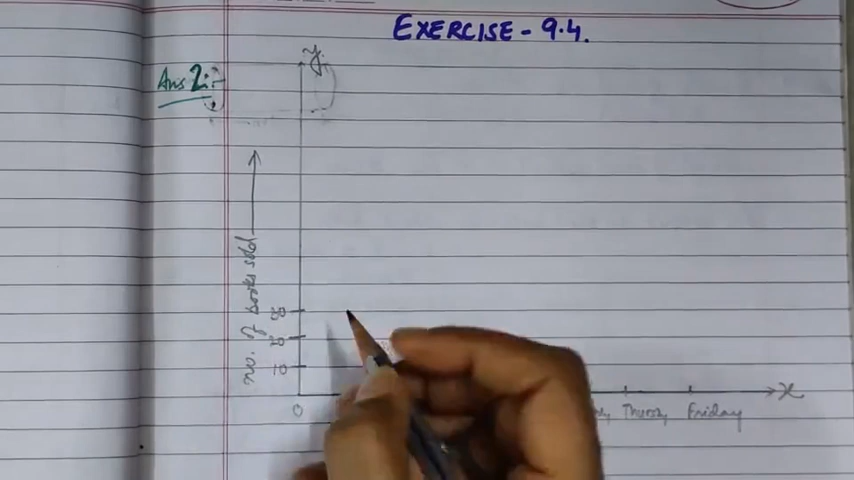 EXERCISE - 9.4.
Ans 2:
y
no. of books sold
30
20
10
0
Thurs, Friday, x